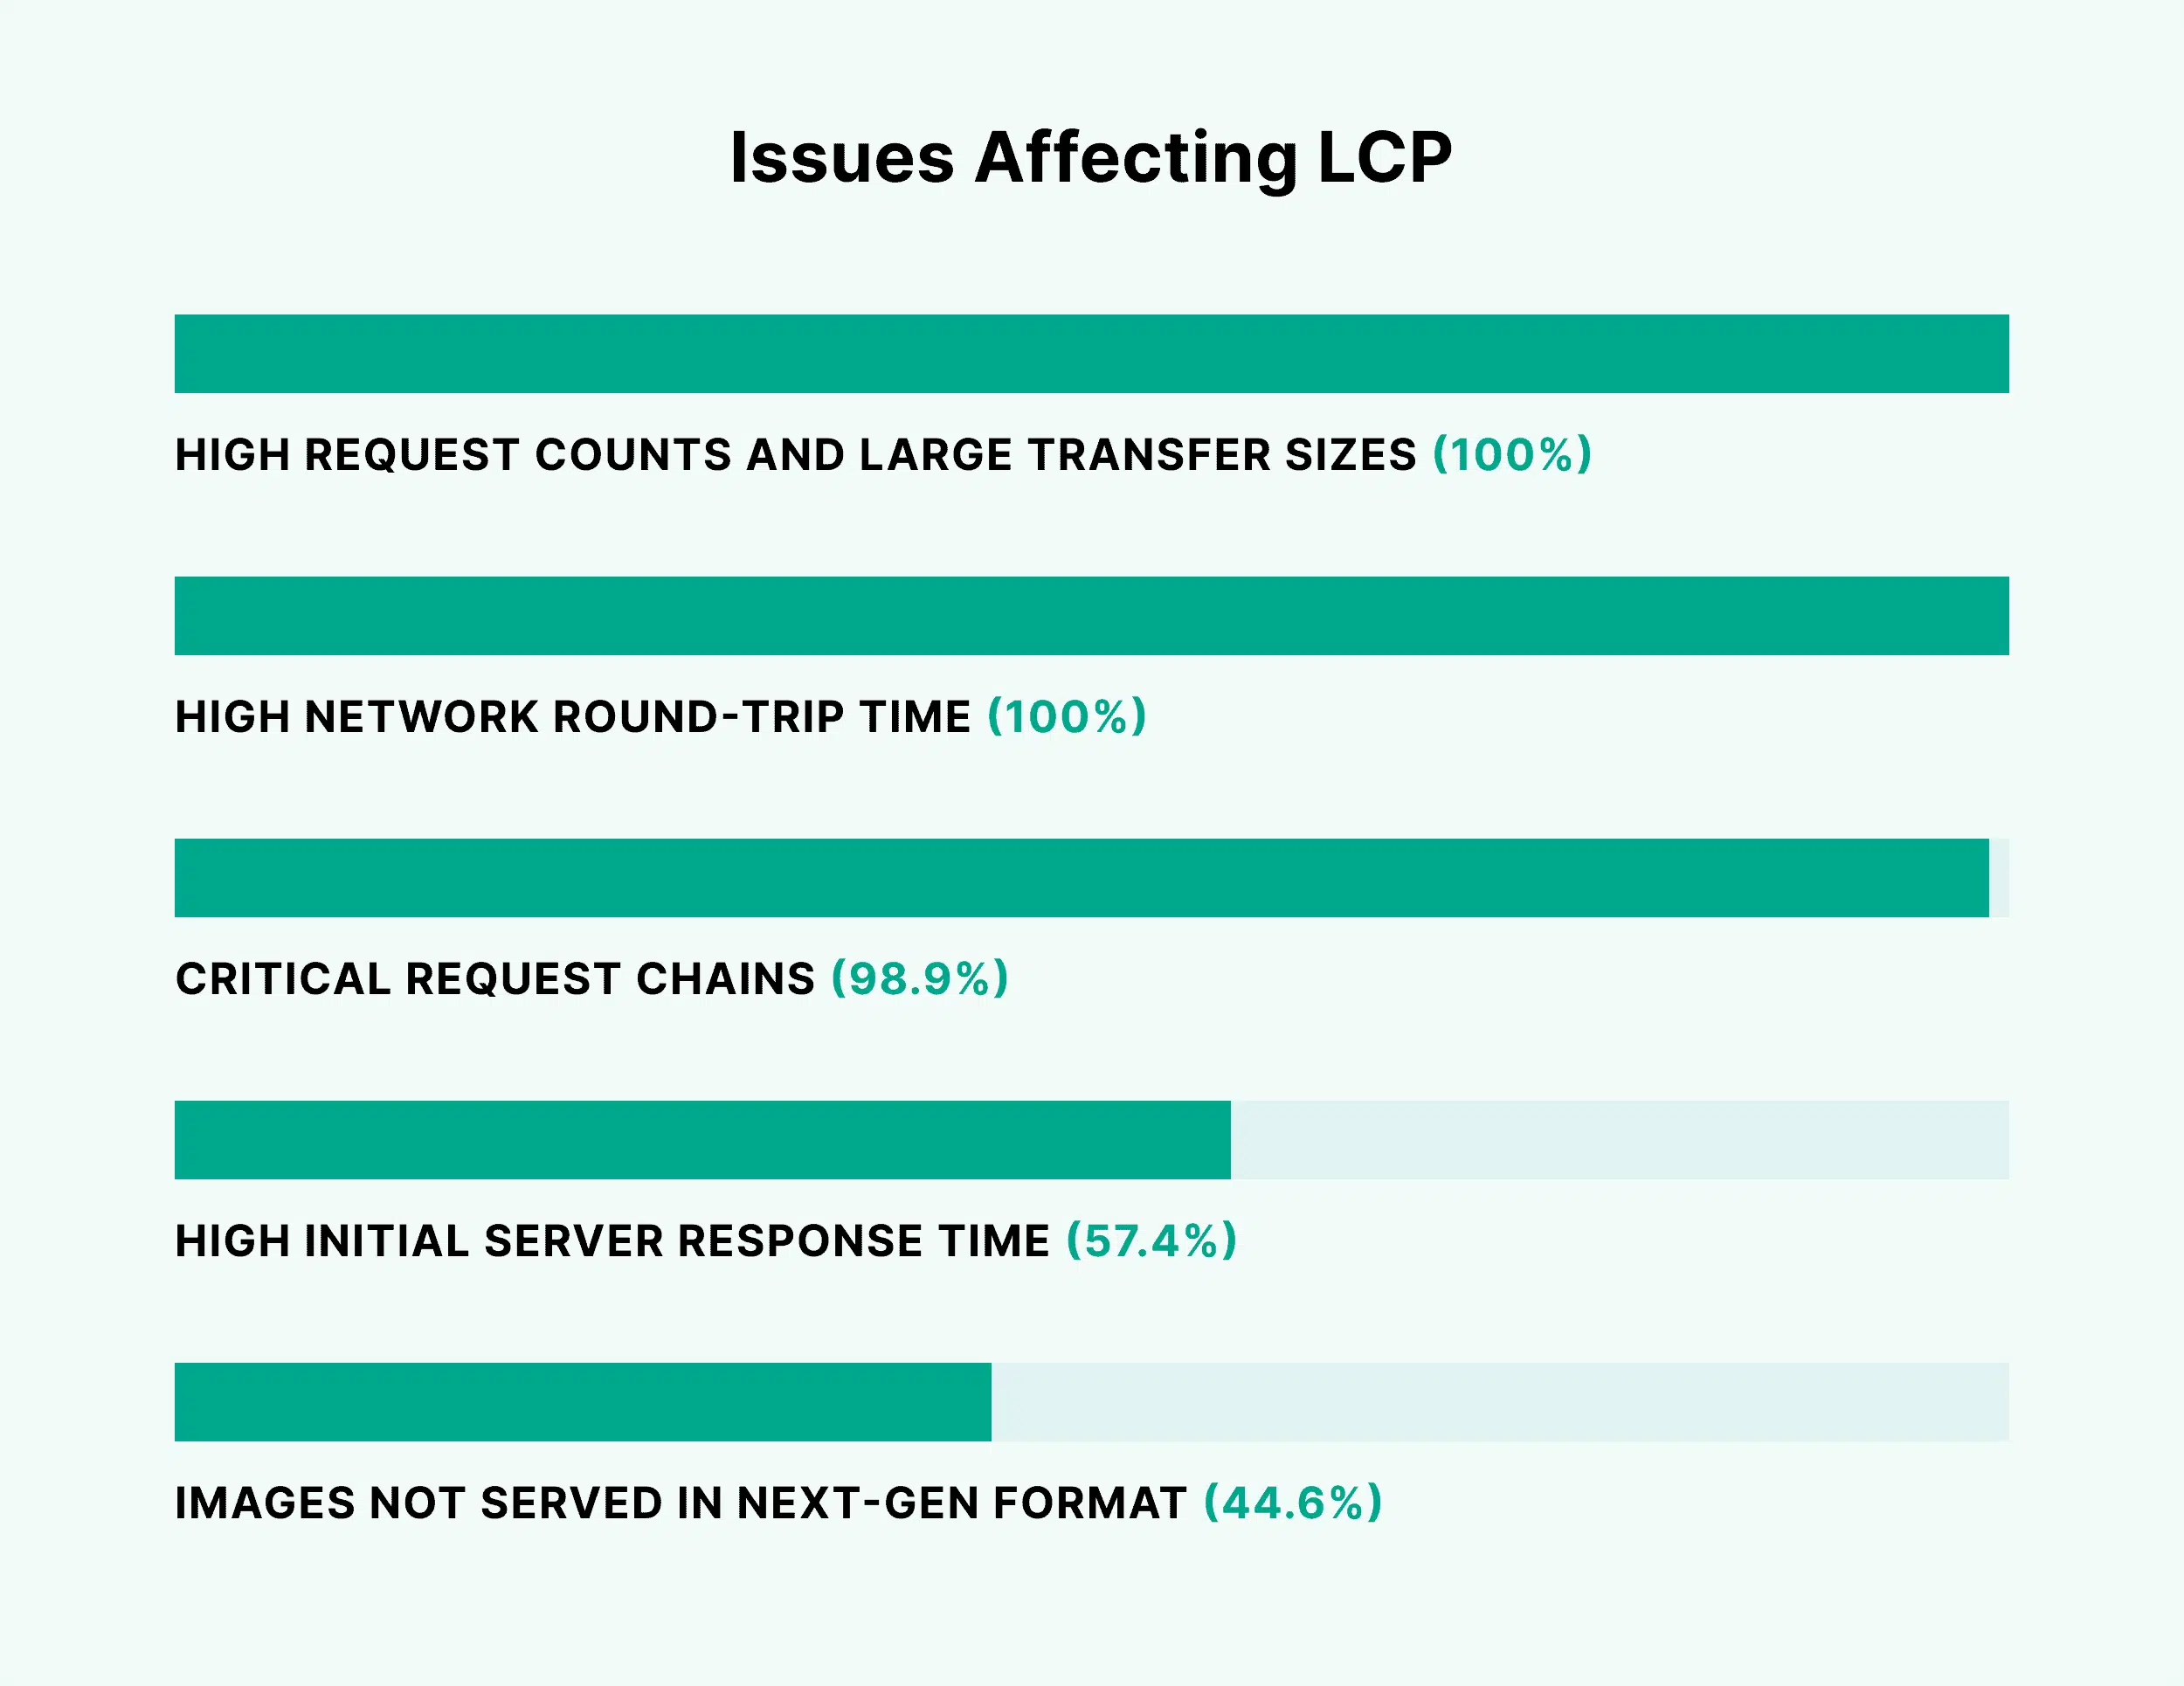 Issues Affecting LCP
HIGH REQUEST COUNTS AND LARGE TRANSFER SIZES (100%)
HIGH NETWORK ROUND-TRIP TIME (100%)
CRITICAL REQUEST CHAINS (98.9%)
HIGH INITIAL SERVER RESPONSE TIME (57.4%)
IMAGES NOT SERVED IN NEXT-GEN FORMAT (44.6%)